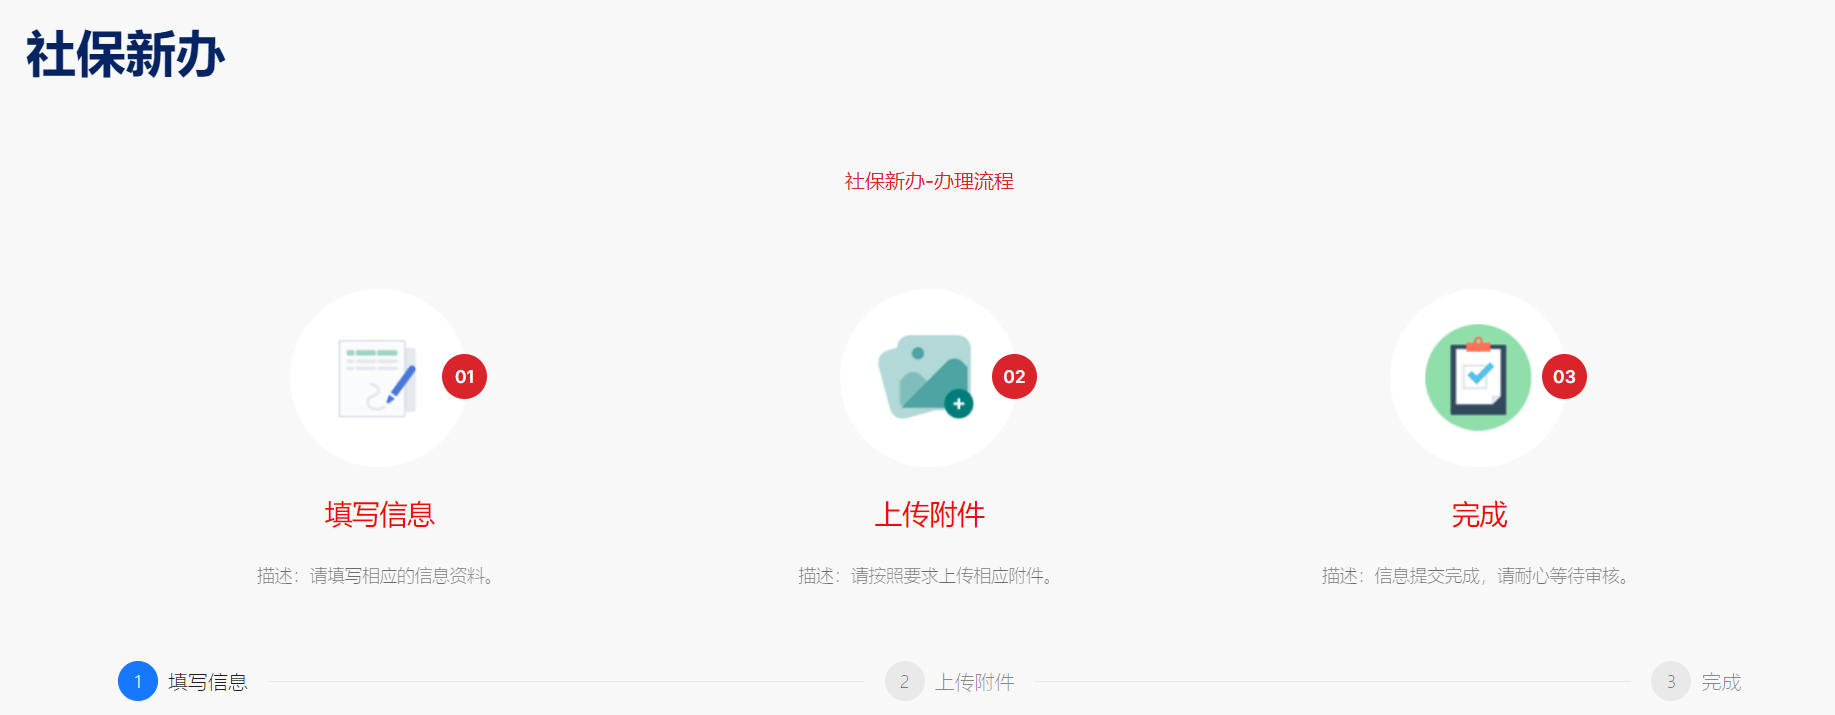 社保新办
社保新办-办理流程
01
02
03
填写信息
上传附件
完成
描述：请填写相应的信息资料。
描述：请按照要求上传相应附件。
描述：信息提交完成，请耐心等待审核。
1 填写信息
2 上传附件
3 完成